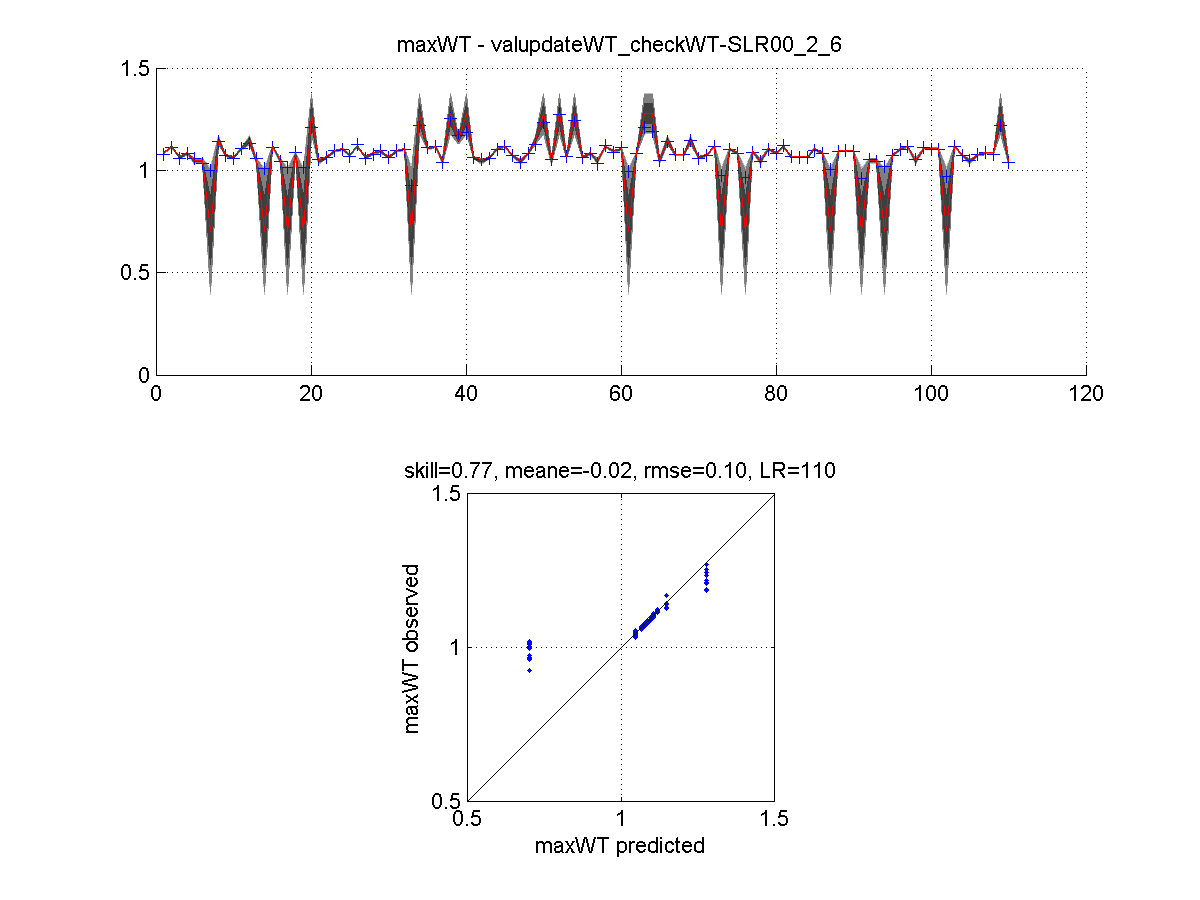 maxWT - valupdateWT_checkWT-SLR00_2_6
1.5
1
0.5
0
0 20 40 60 80 100 120
skill=0.77, meane=-0.02, rmse=0.10, LR=110
1.5
maxWT observed
1
0.5
0.5 1 1.5
maxWT predicted